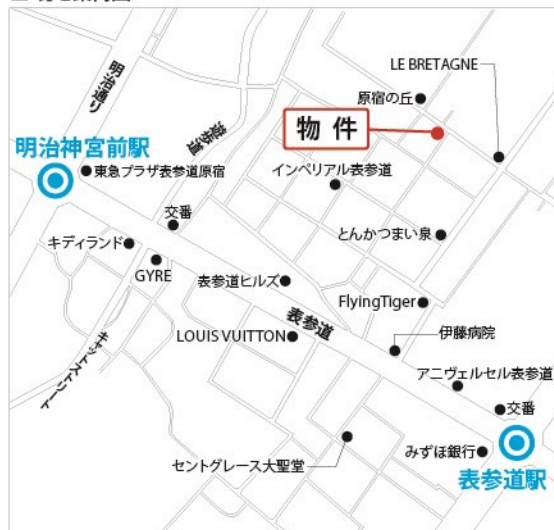 明治通り
遊歩道
LE BRETAGNE
原宿の丘
物件
明治神宮前駅
東急プラザ表参道原宿
インペリアル表参道
交番
とんかつまい泉
キディランド
GYRE
表参道ヒルズ
FlyingTiger
表参道
LOUIS VUITTON
伊藤病院
キャットストリート
アニヴェルセル表参道
交番
みずほ銀行
セントグレース大聖堂
表参道駅